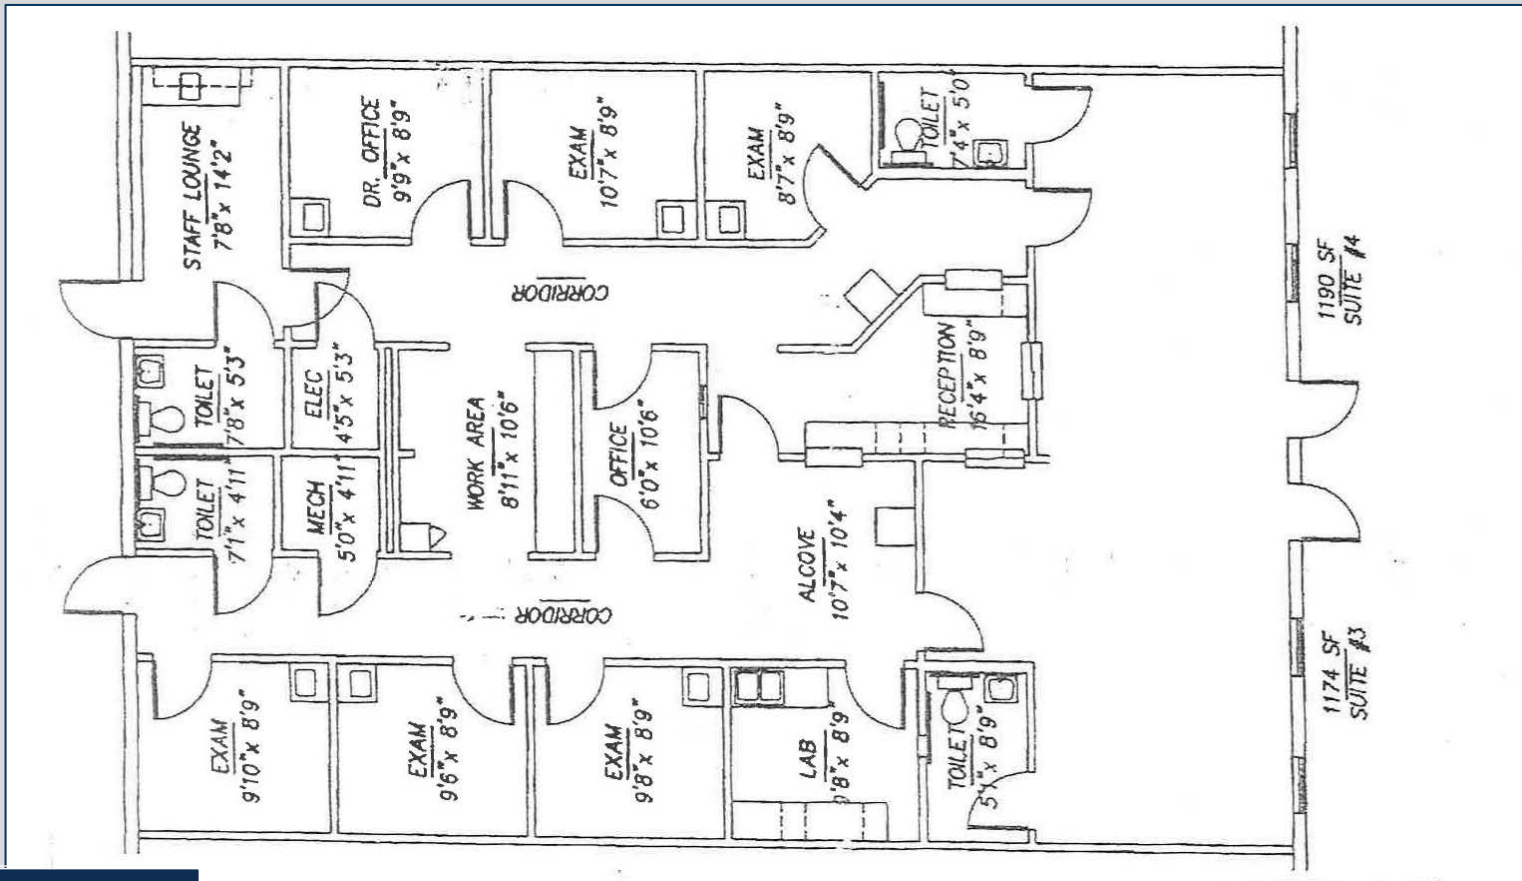 STAFF LOUNGE
7'8" x 14'2"
DR. OFFICE
9'9" x 8'9"
EXAM
10'7" x 8'9"
EXAM
8'7" x 8'9"
TOILET
7'4" x 5'0"
CORRIDOR
1190 SF
SUITE #4
TOILET
7'8" x 5'3"
ELEC
4'5" x 5'3"
WORK AREA
8'11" x 10'6"
OFFICE
6'0" x 10'6"
RECEPTION
16'4" x 8'9"
TOILET
7'1" x 4'11"
MECH
5'0" x 4'11"
ALCOVE
10'7" x 10'4"
CORRIDOR
1174 SF
SUITE #3
EXAM
9'10" x 8'9"
EXAM
9'6" x 8'9"
EXAM
9'8" x 8'9"
LAB
9'8" x 8'9"
TOILET
5'1" x 8'9"